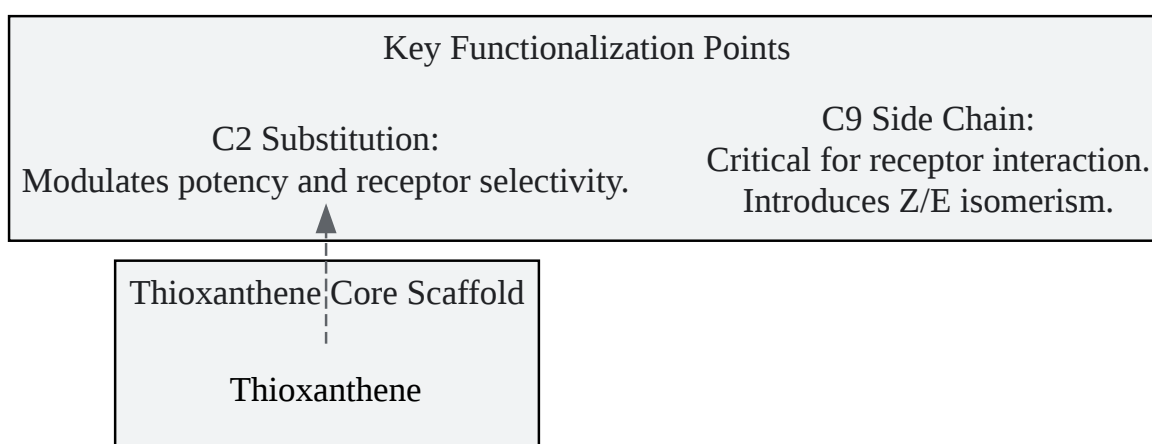 Key Functionalization Points
C2 Substitution:
Modulates potency and receptor selectivity.
C9 Side Chain:
Critical for receptor interaction.
Introduces Z/E isomerism.
Thioxanthene Core Scaffold
Thioxanthene